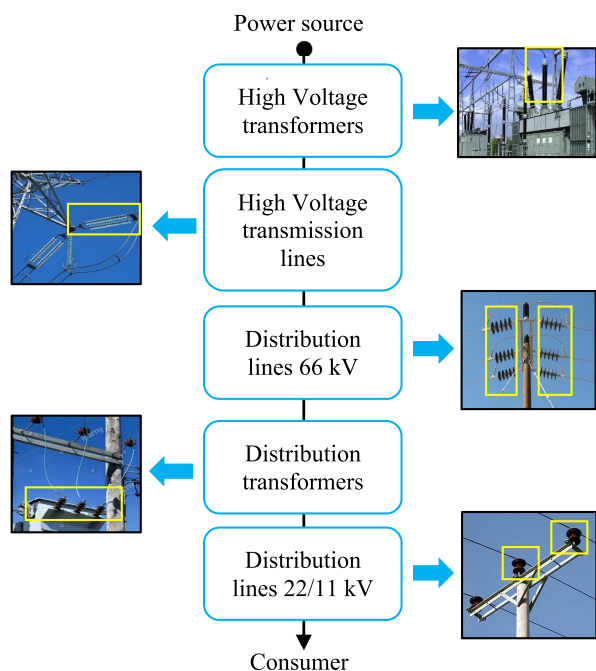 Power source
High Voltage
transformers
High Voltage
transmission
lines
Distribution
lines 66 kV
Distribution
transformers
Distribution
lines 22/11 kV
Consumer